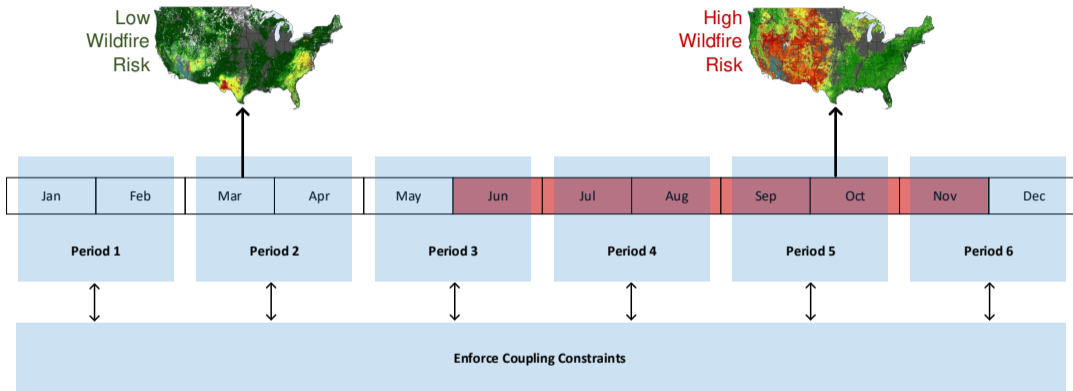 Low
Wildfire
Risk
High
Wildfire
Risk
Jan Feb Mar Apr May Jun Jul Aug Sep Oct Nov Dec
Period 1 Period 2 Period 3 Period 4 Period 5 Period 6
Enforce Coupling Constraints